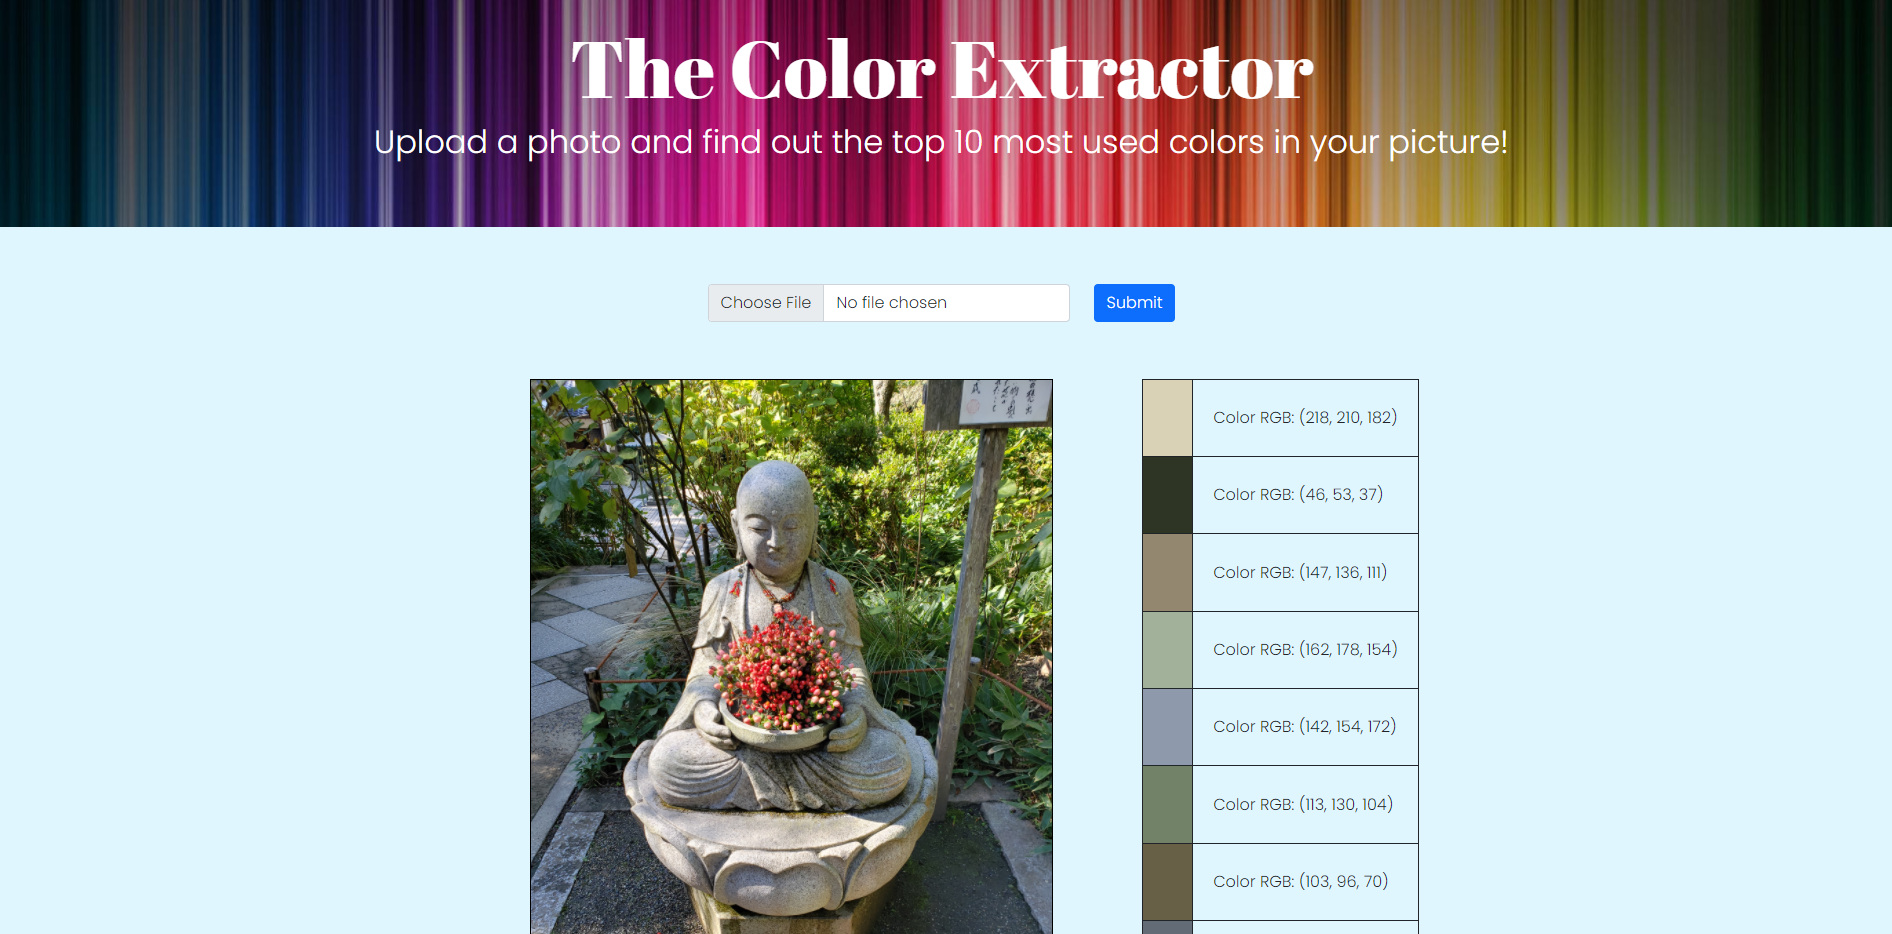 The Color Extractor
Upload a photo and find out the top 10 most used colors in your picture!
Choose File No file chosen
Submit
Color RGB: (218, 210, 182)
Color RGB: (46, 53, 37)
Color RGB: (147, 136, 111)
Color RGB: (162, 178, 154)
Color RGB: (142, 154, 172)
Color RGB: (113, 130, 104)
Color RGB: (103, 96, 70)